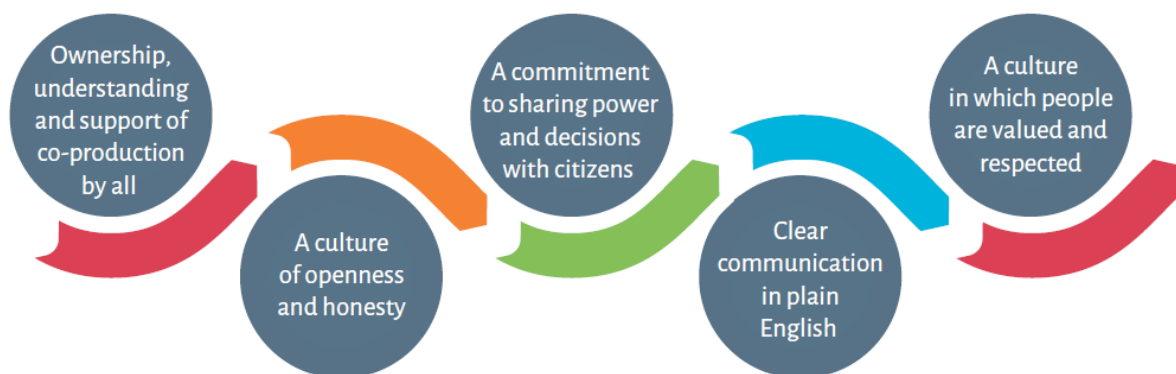 Ownership,
understanding
and support of
co-production
by all
A culture
of openness
and honesty
A commitment
to sharing power
and decisions
with citizens
Clear
communication
in plain
English
A culture
in which people
are valued and
respected